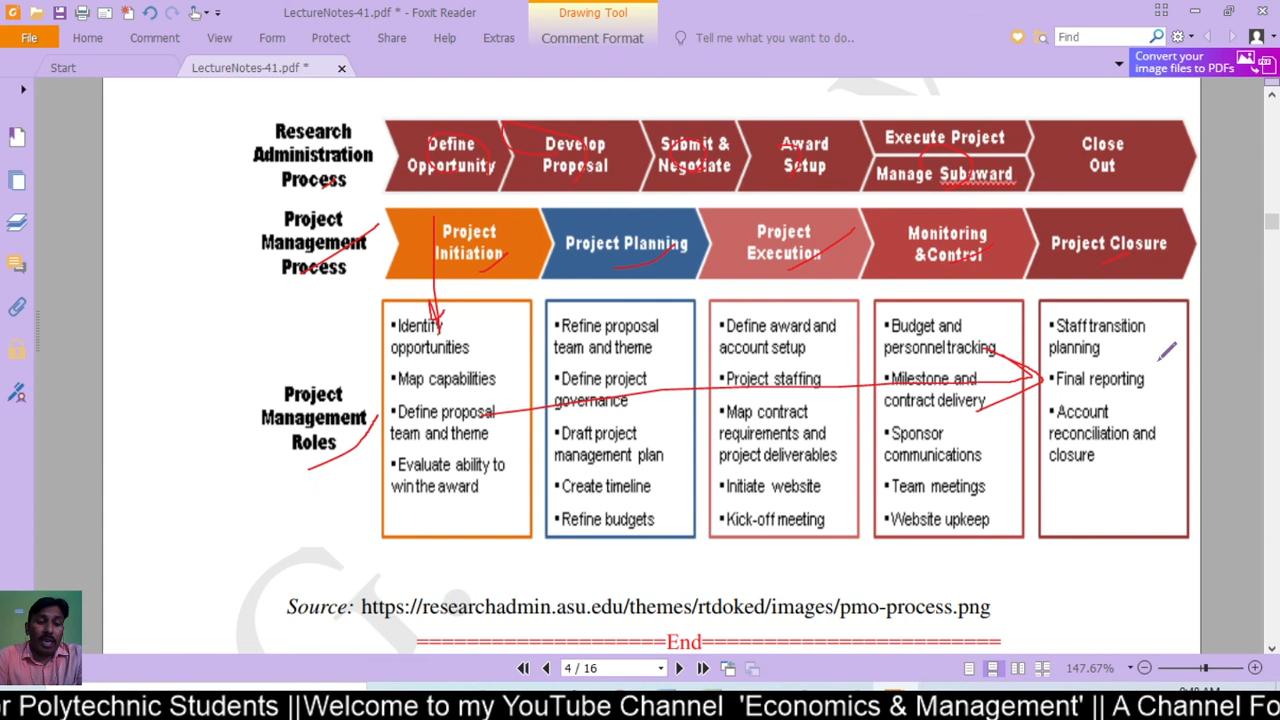 LectureNotes-41.pdf * - Foxit Reader
Drawing Tool
File
Home
Comment
View
Form
Protect
Share
Help
Extras
Comment Format
Tell me what you want to do..
Find
Start
LectureNotes-41.pdf *
Convert your
image files to PDFs
Research
Administration
Process
Define
Opportunity
Develop
Proposal
Submit &
Negotiate
Award
Setup
Execute Project
Manage Subaward
Close
Out
Project
Management
Process
Project
Initiation
Project Planning
Project
Execution
Monitoring
&Control
Project Closure
Project
Management
Roles
▪Identify
opportunities
▪Map capabilities
▪Define proposal
team and theme
▪Evaluate ability to
win the award
▪Refine proposal
team and theme
▪Define project
governance
▪Draft project
management plan
▪Create timeline
▪Refine budgets
▪Define award and
account setup
▪Project staffing
▪Map contract
requirements and
project deliverables
▪Initiate website
▪Kick-off meeting
▪Budget and
personnel tracking
▪Milestone and
contract delivery
▪Sponsor
communications
▪Team meetings
▪Website upkeep
▪Staff transition
planning
▪Final reporting
▪Account
reconciliation and
closure
Source: https://researchadmin.asu.edu/themes/rtdoked/images/pmo-process.png
=====================End=========================
4 / 16
147.67%
or Polytechnic Students ||Welcome to my YouTube Channel 'Economics & Management' || A Channel Fo